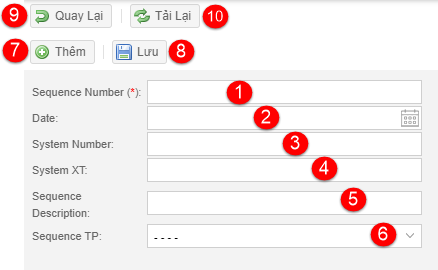 9 Quay Lại Tải Lại 10
7 Thêm Lưu 8
Sequence Number (*): 1
Date: 2
System Number: 3
System XT: 4
Sequence
Description: 5
Sequence TP: - - - - 6